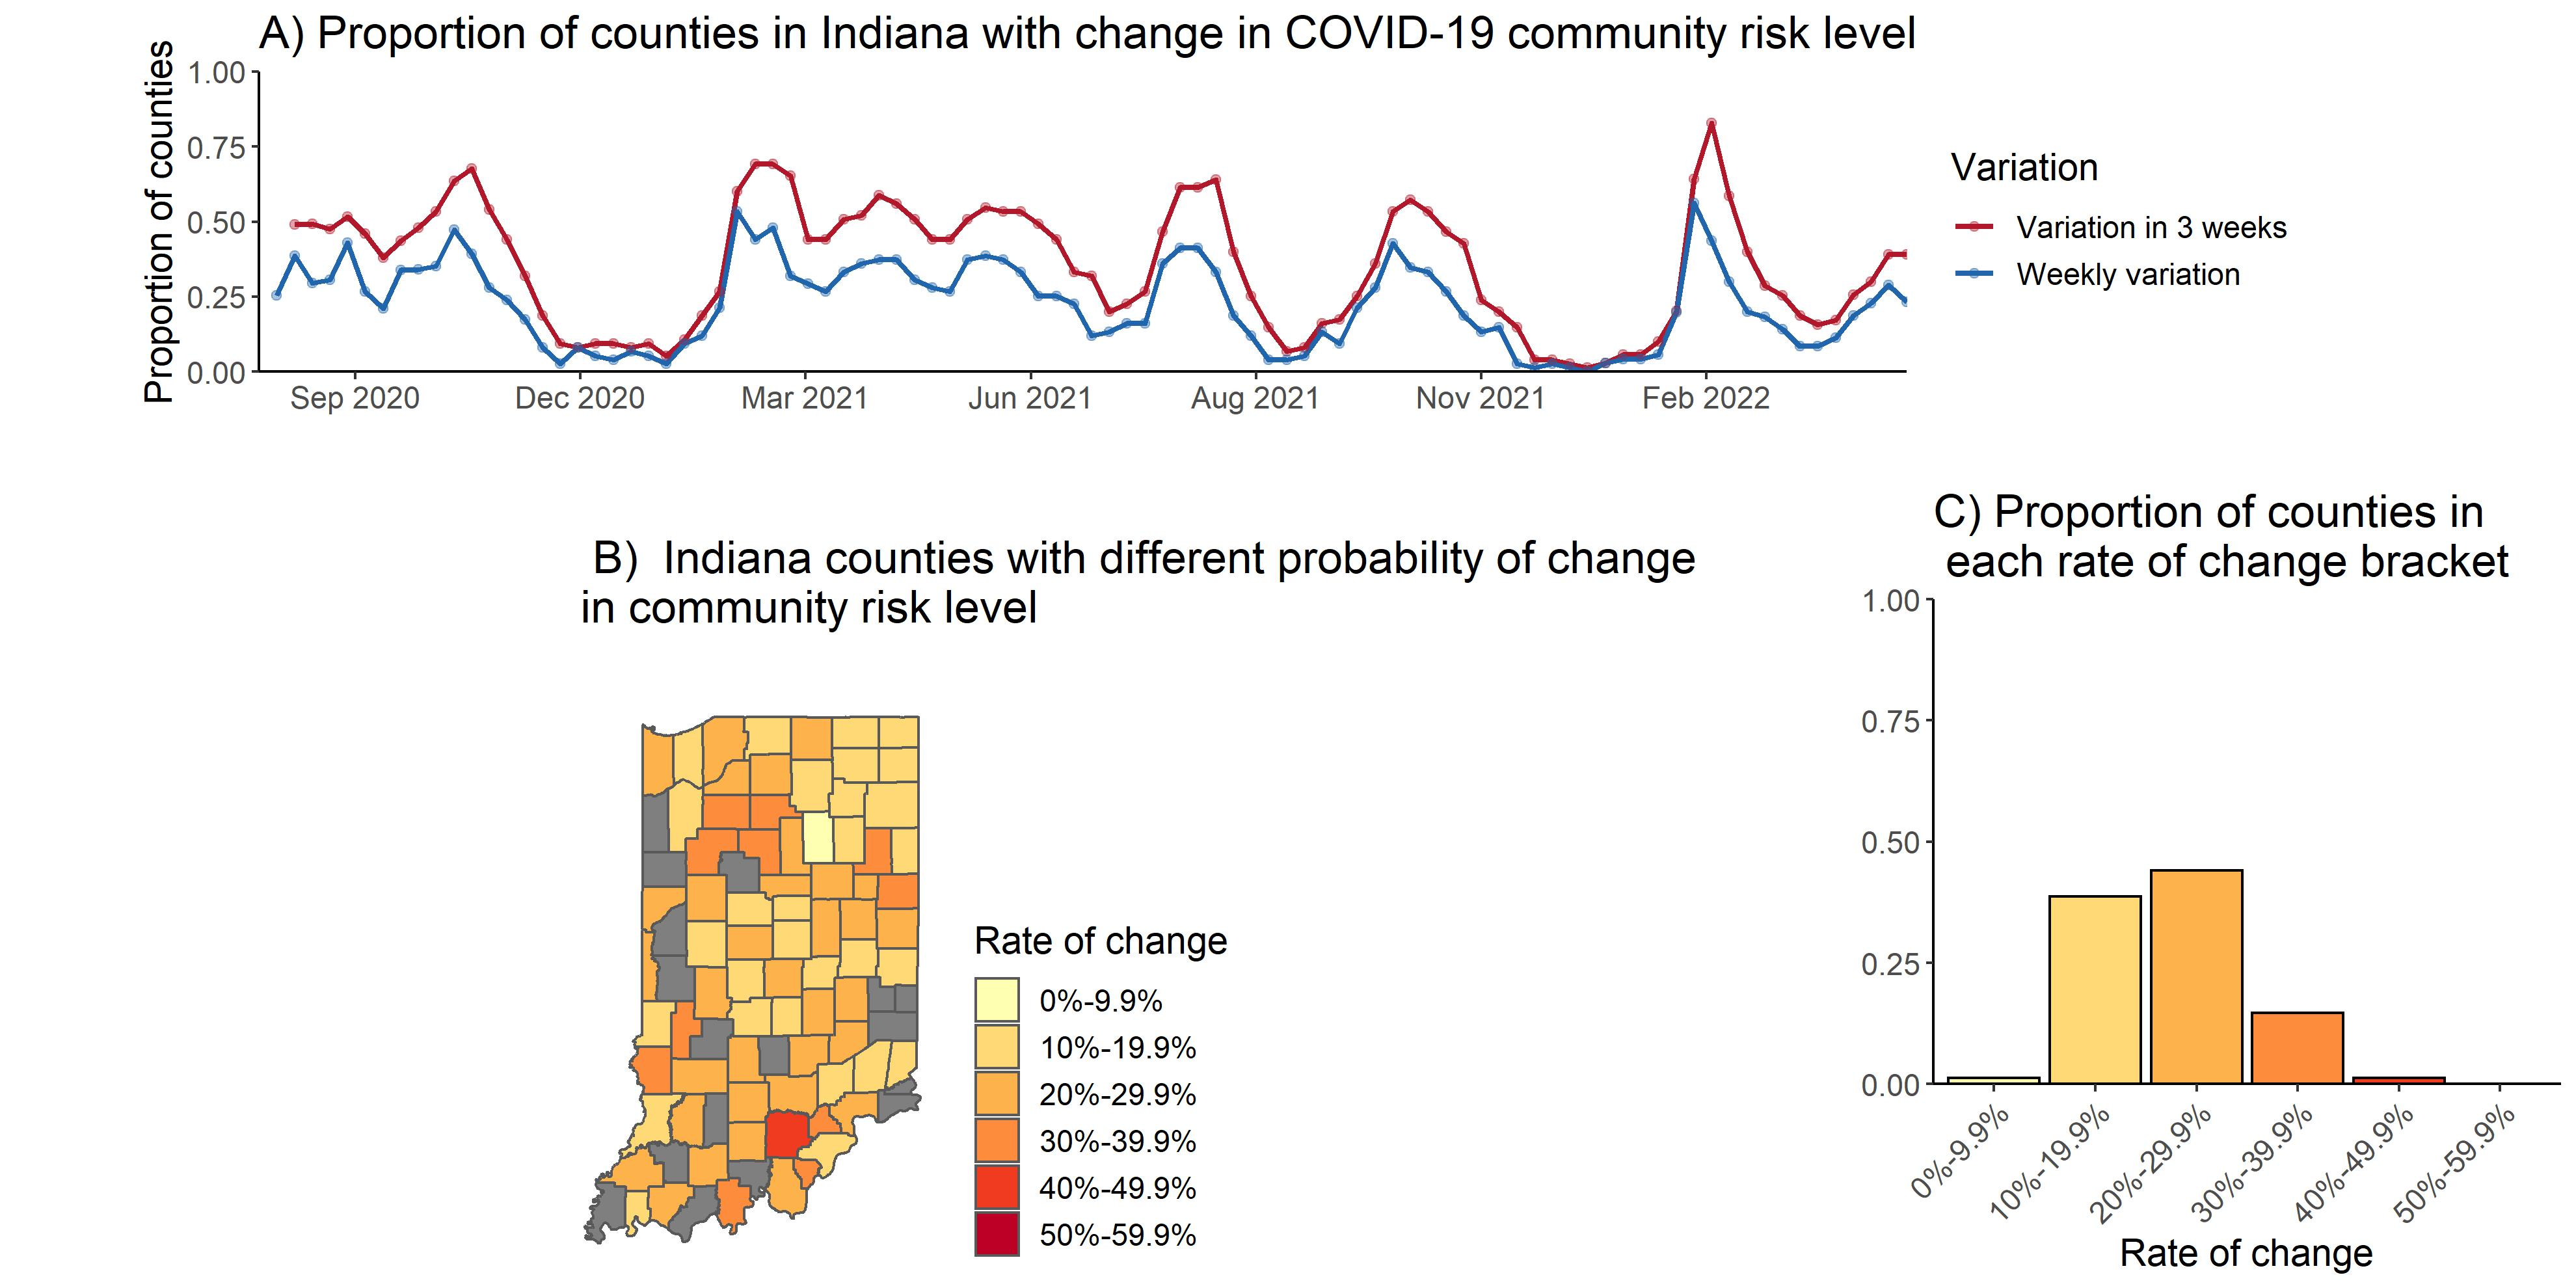 A) Proportion of counties in Indiana with change in COVID-19 community risk level
Proportion of counties
1.00
0.75
0.50
0.25
0.00
Sep 2020
Dec 2020
Mar 2021
Jun 2021
Aug 2021
Nov 2021
Feb 2022
Variation
Variation in 3 weeks
Weekly variation
B) Indiana counties with different probability of change
in community risk level
Rate of change
0%-9.9%
10%-19.9%
20%-29.9%
30%-39.9%
40%-49.9%
50%-59.9%
C) Proportion of counties in
each rate of change bracket
1.00
0.75
0.50
0.25
0.00
0%-9.9%
10%-19.9%
20%-29.9%
30%-39.9%
40%-49.9%
50%-59.9%
Rate of change